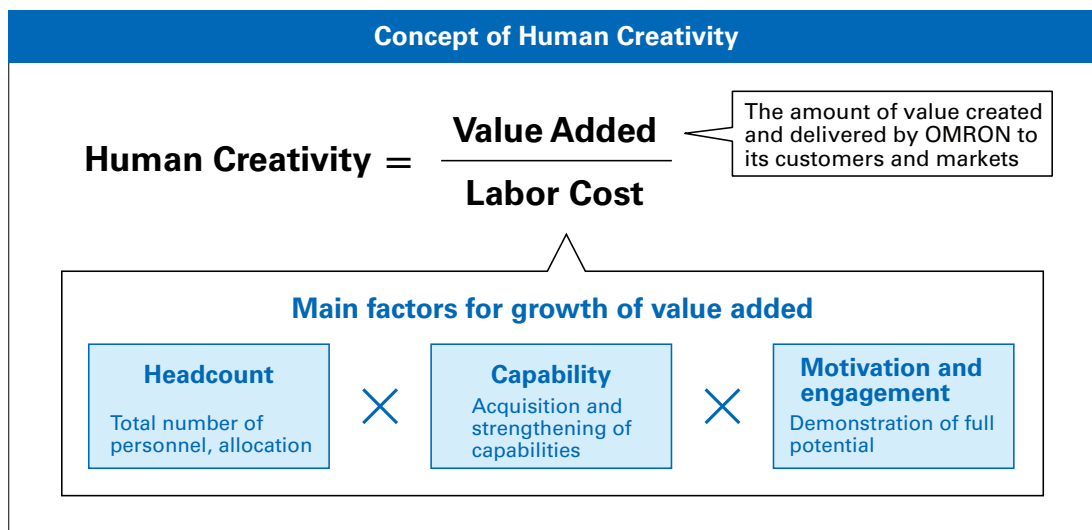 Concept of Human Creativity
The amount of value created
and delivered by OMRON to
its customers and markets
Human Creativity =
Value Added
Labor Cost
Main factors for growth of value added
Headcount
Total number of
personnel, allocation
×
Capability
Acquisition and
strengthening of
capabilities
×
Motivation and
engagement
Demonstration of full
potential